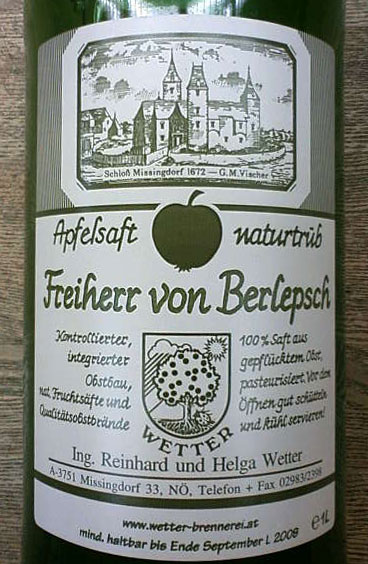 Schloß Missingdorf 1672 — G.M.Vischer
Apfelsaft naturtrüb
Freiherr von Berlepsch
Kontrollierter,
integrierter
Obstbau,
nat. Fruchtsäfte und
Qualitätsobstbrände
WETTER
100% Saft aus
gepflücktem Obst,
pasteurisiert. Vor dem
Öffnen gut schütteln
und kühl servieren!
Ing. Reinhard und Helga Wetter
A-3751 Missingdorf 33, NÖ, Telefon + Fax 02983/2398
www.wetter-brennerei.at
mind. haltbar bis Ende September L 2008
e 1L